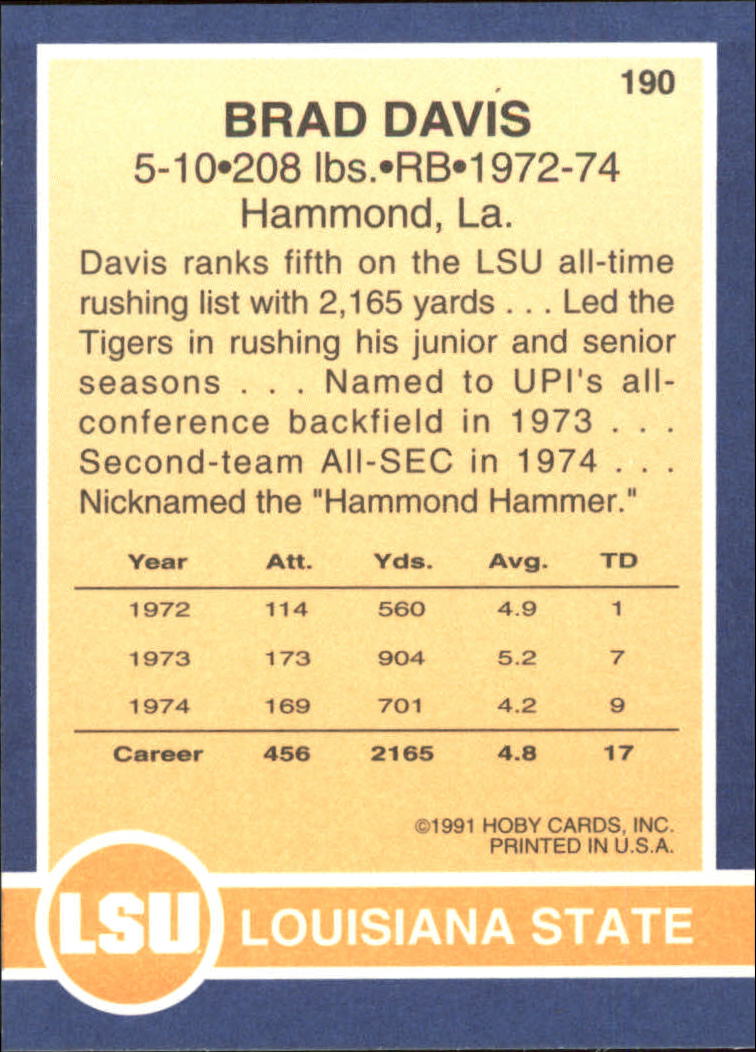 190
BRAD DAVIS
5-10•208 lbs.•RB•1972-74
Hammond, La.
Davis ranks fifth on the LSU all-time
rushing list with 2,165 yards . . . Led the
Tigers in rushing his junior and senior
seasons . . . Named to UPI's all-
conference backfield in 1973 . . .
Second-team All-SEC in 1974 . . .
Nicknamed the "Hammond Hammer."
Year Att. Yds. Avg. TD
1972 114 560 4.9 1
1973 173 904 5.2 7
1974 169 701 4.2 9
Career 456 2165 4.8 17
©1991 HOBY CARDS, INC.
PRINTED IN U.S.A.
LSU LOUISIANA STATE